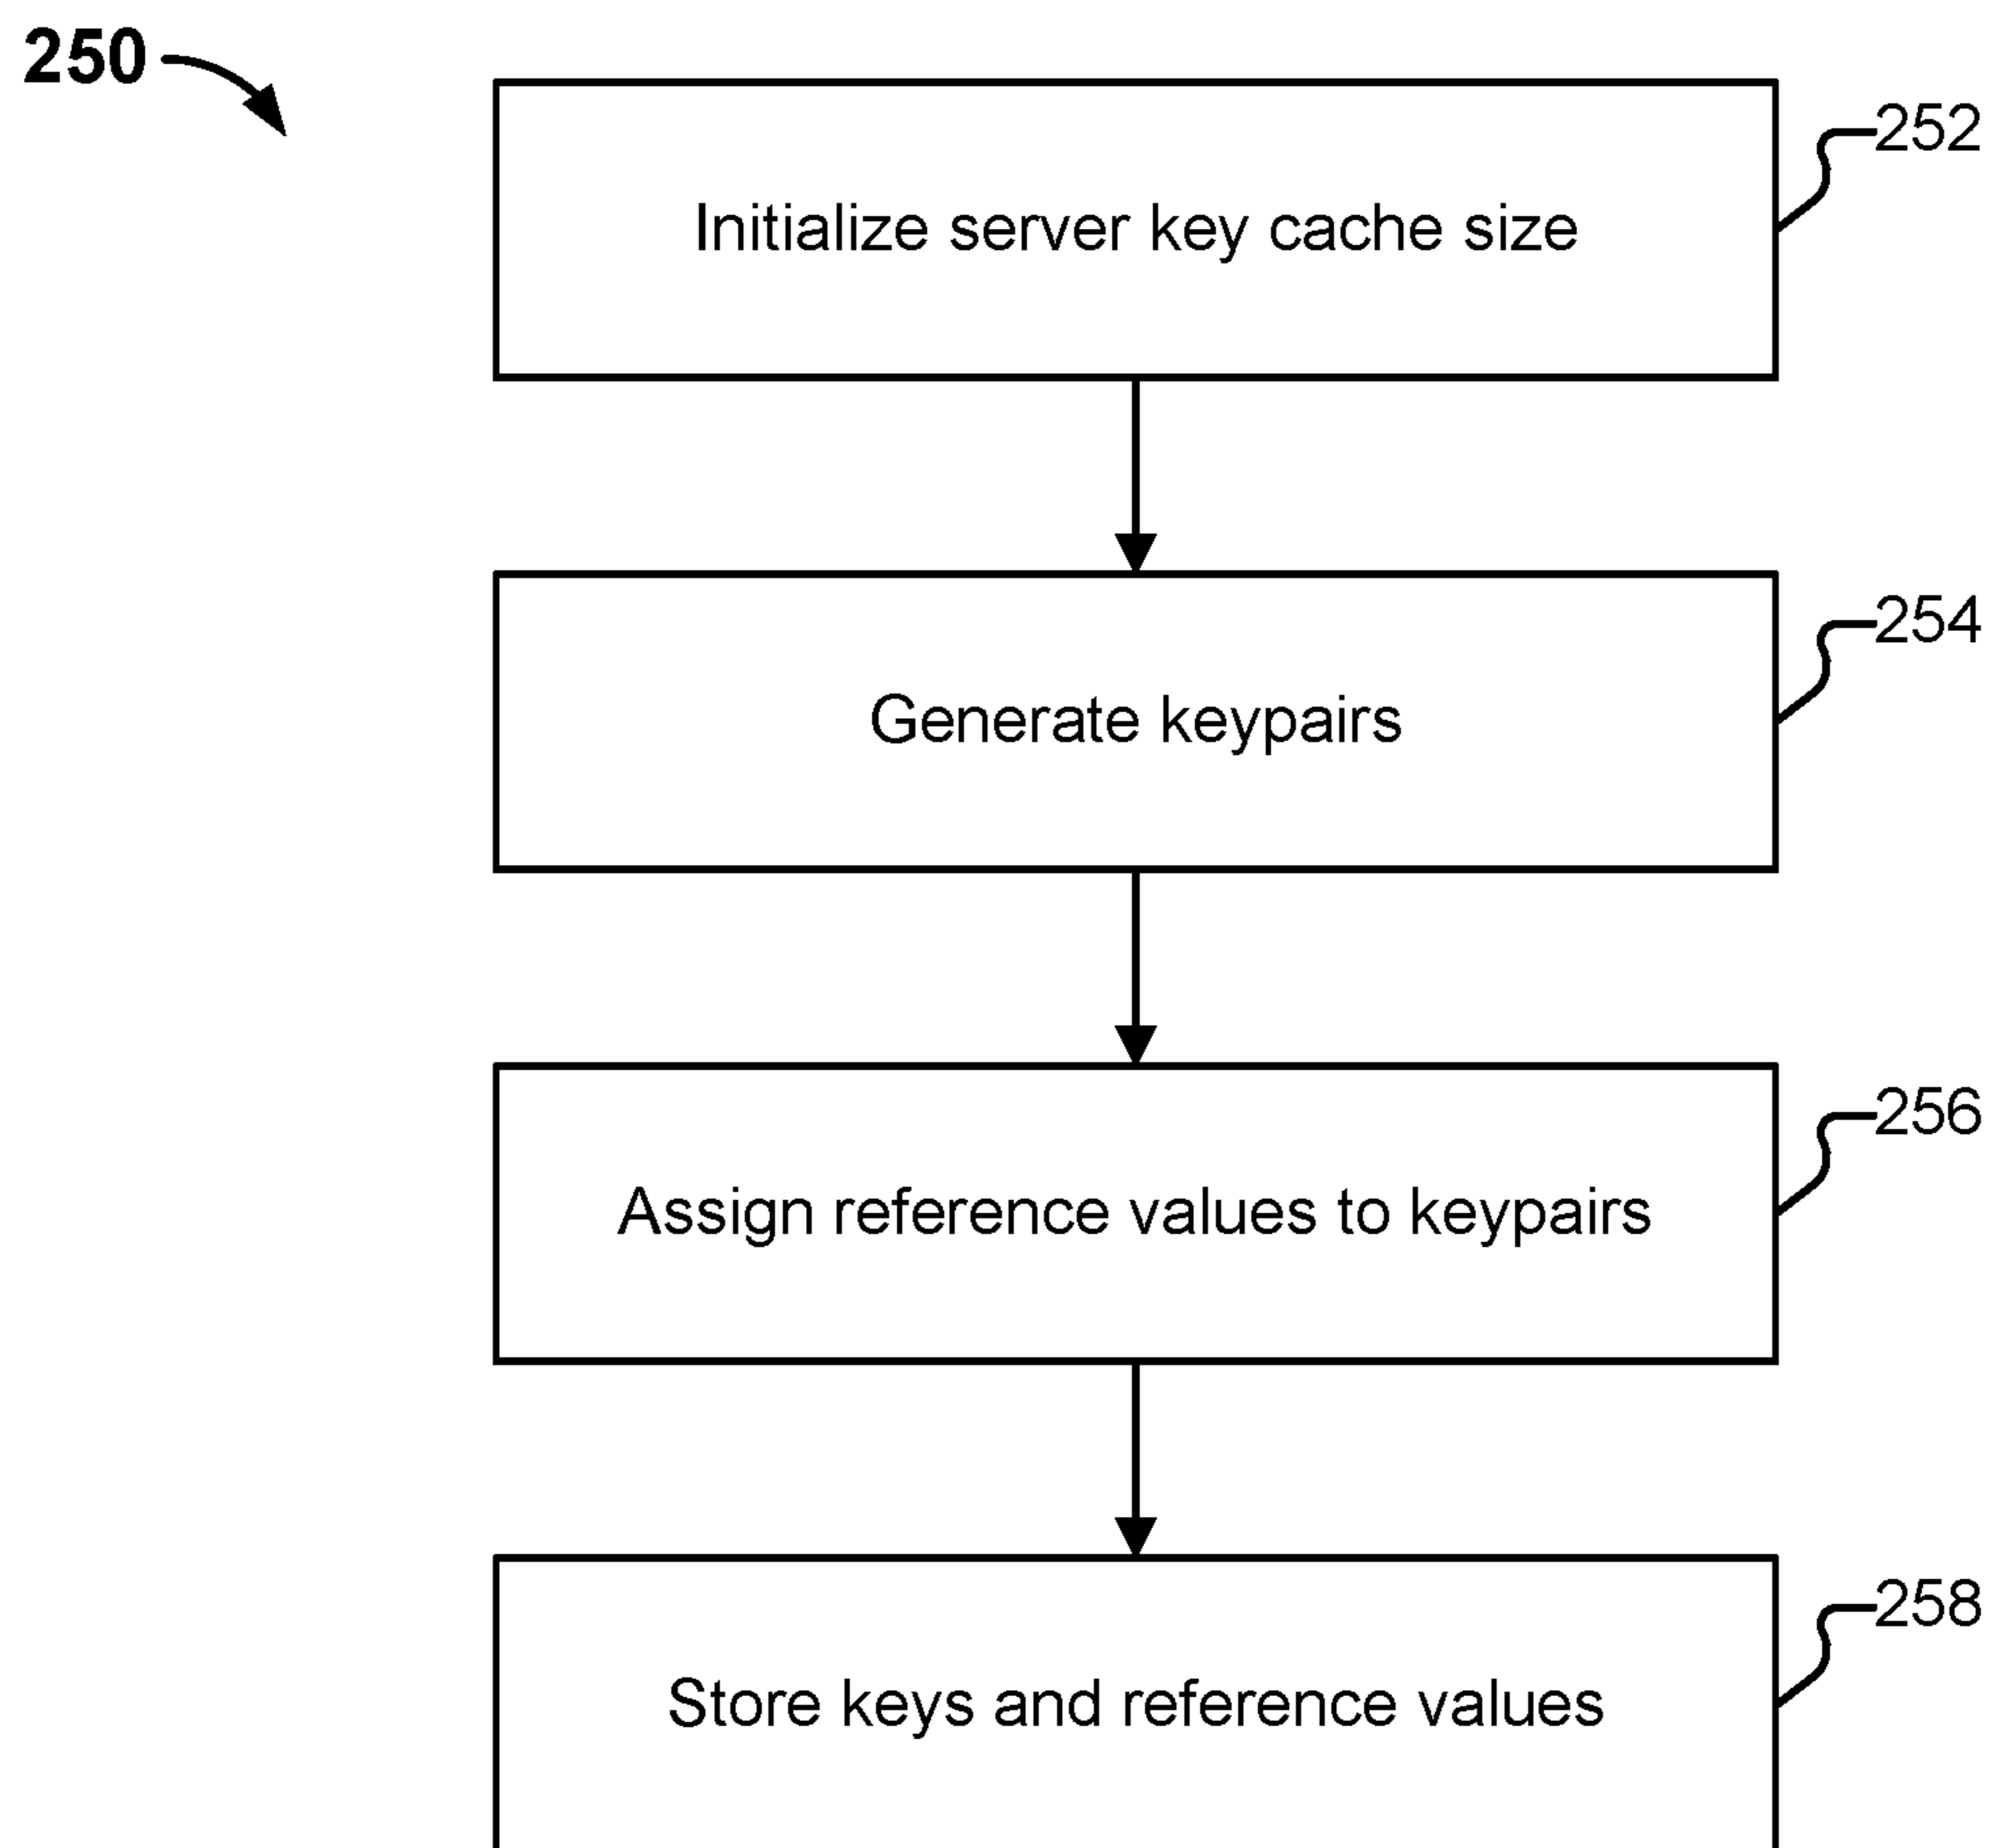 250
252
Initialize server key cache size
254
Generate keypairs
256
Assign reference values to keypairs
258
Store keys and reference values